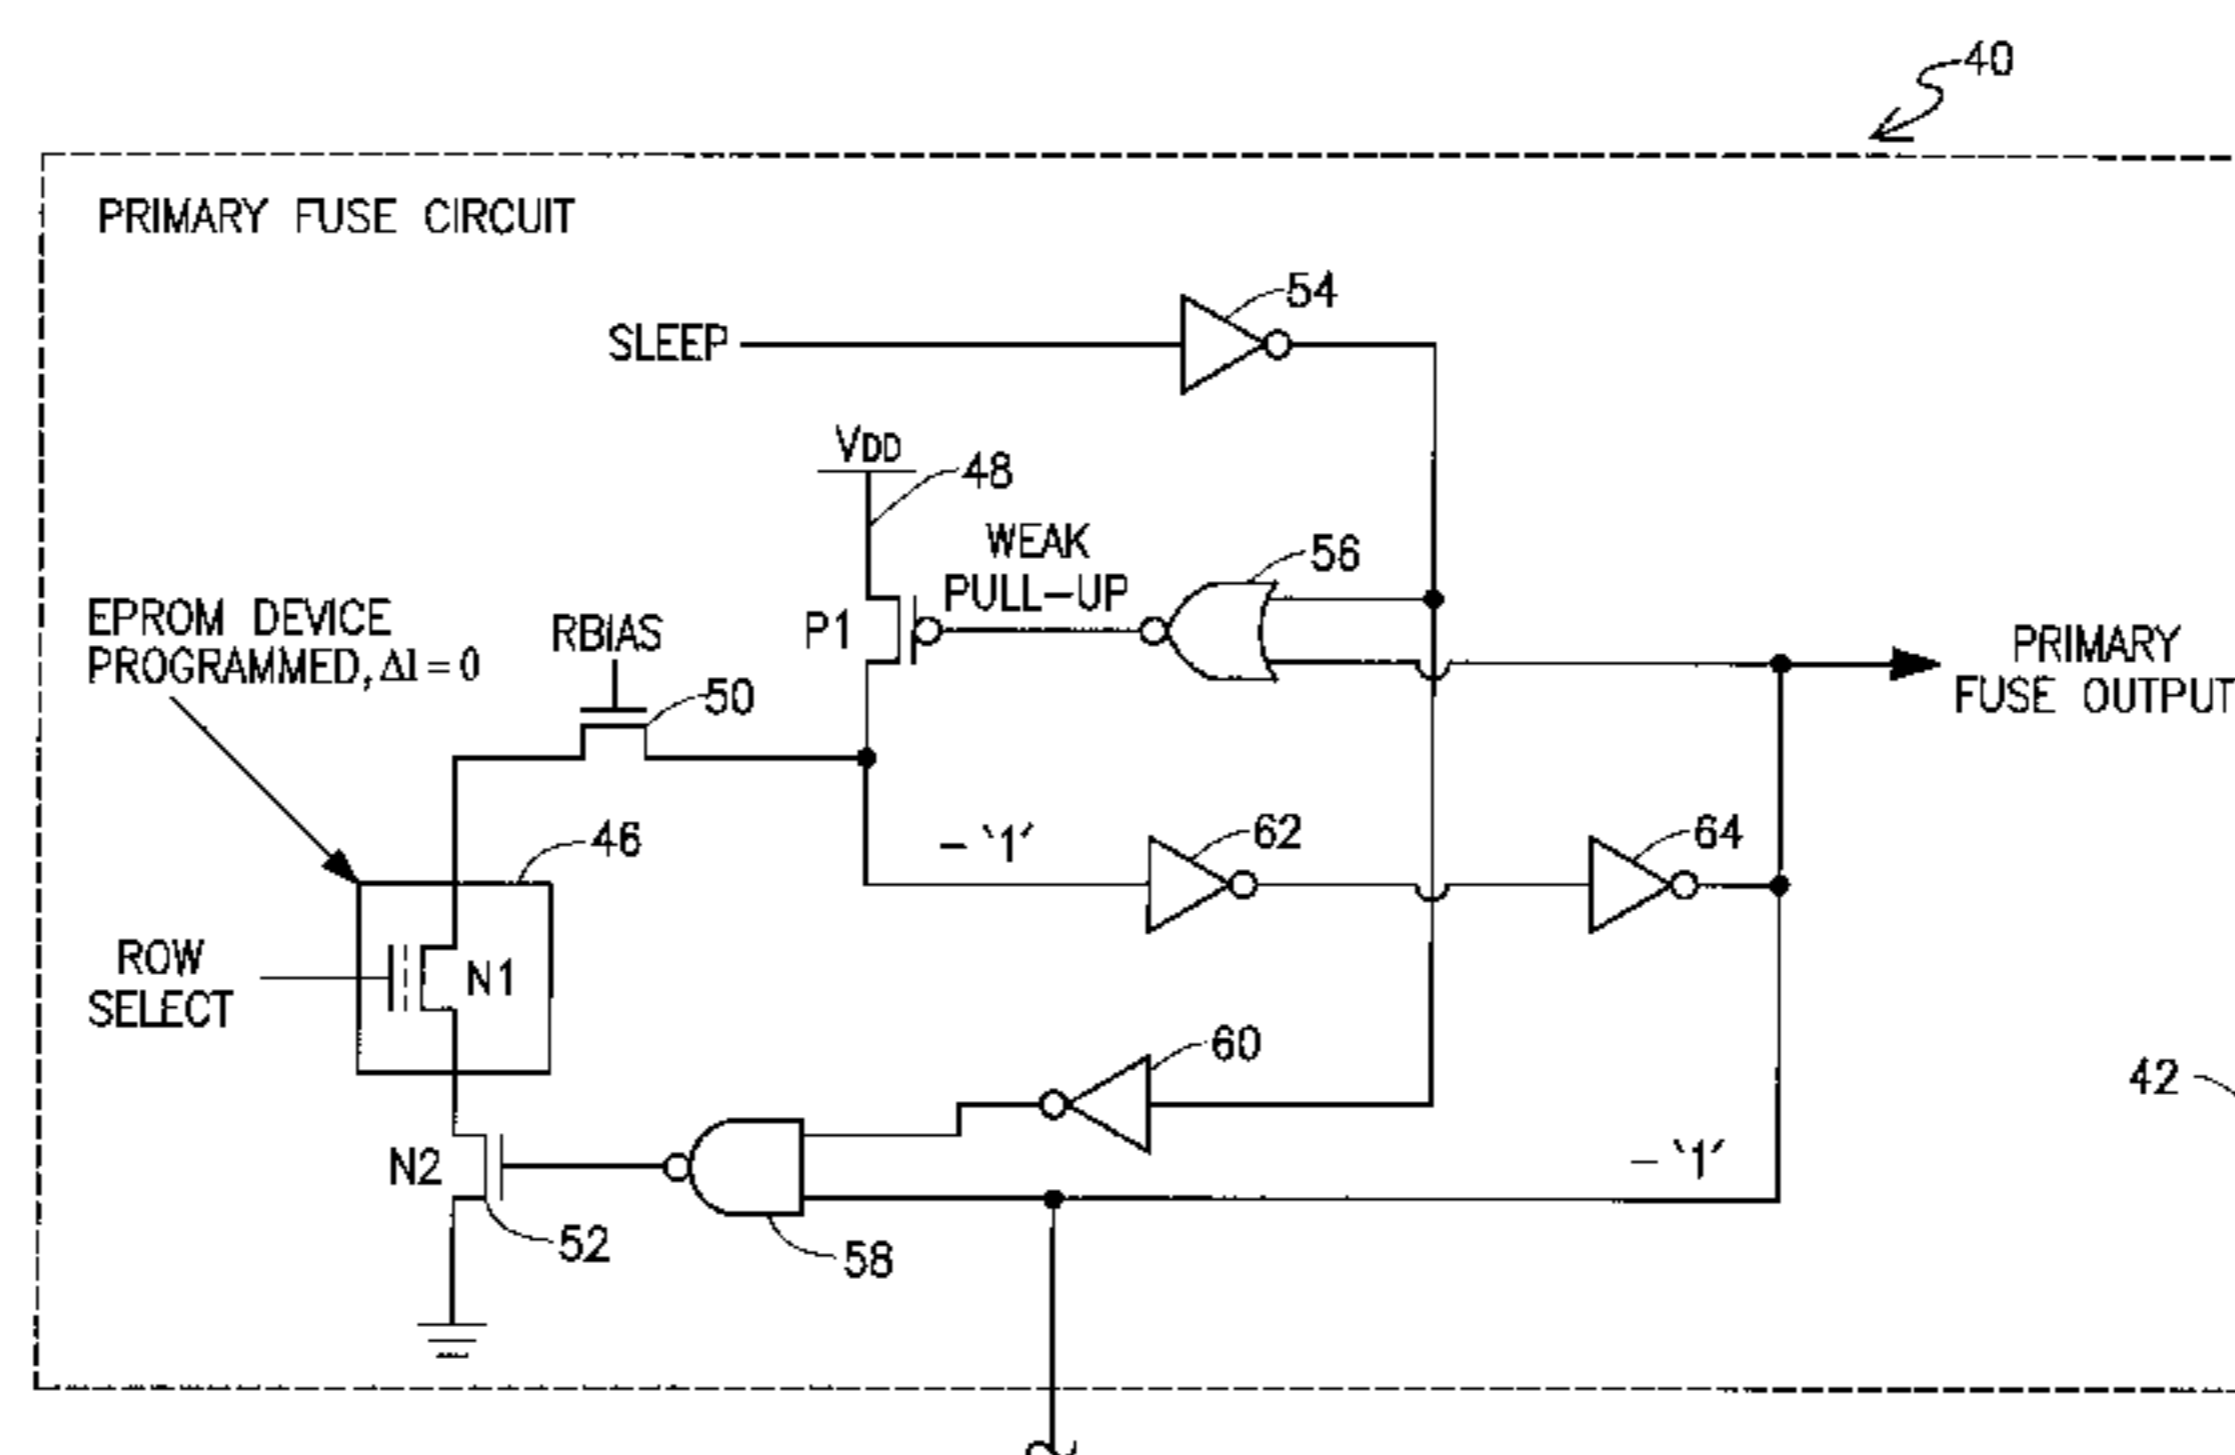 40
PRIMARY FUSE CIRCUIT
54
SLEEP
VDD
48
WEAK
PULL-UP
56
EPROM DEVICE
PROGRAMMED, ΔI = 0
RBIAS
P1
PRIMARY
FUSE OUTPUT
50
- '1'
62
64
46
ROW
SELECT
N1
60
42
N2
- '1'
52
58